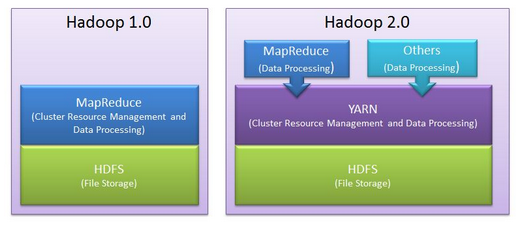 Hadoop 1.0
MapReduce
(Cluster Resource Management and
Data Processing)
HDFS
(File Storage)
Hadoop 2.0
MapReduce
(Data Processing)
Others
(Data Processing)
YARN
(Cluster Resource Management and Data Processing)
HDFS
(File Storage)